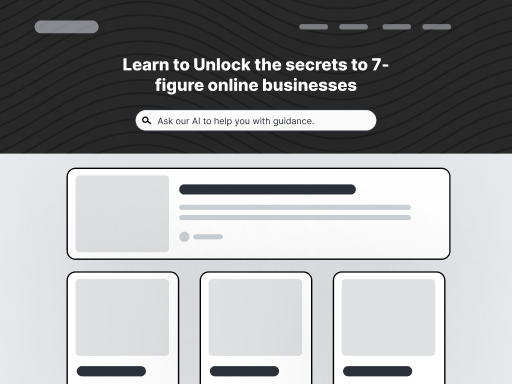 Learn to Unlock the secrets to 7-
figure online businesses
Ask our AI to help you with guidance.